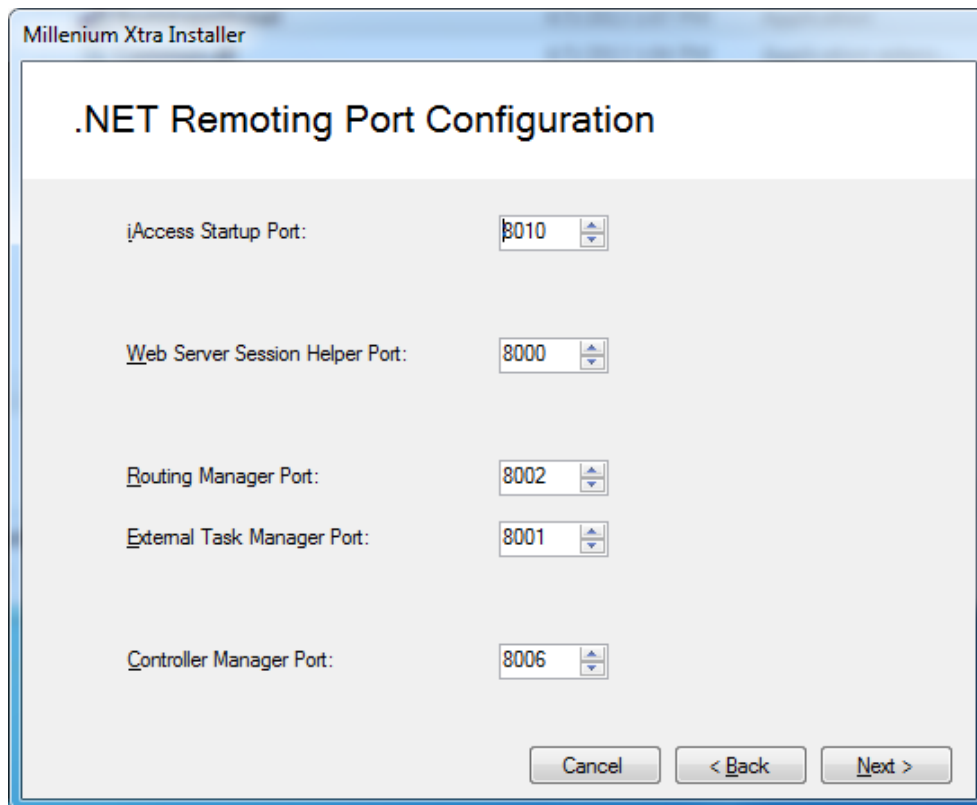 Millenium Xtra Installer
.NET Remoting Port Configuration
iAccess Startup Port: 8010
Web Server Session Helper Port: 8000
Routing Manager Port: 8002
External Task Manager Port: 8001
Controller Manager Port: 8006
Cancel < Back Next >